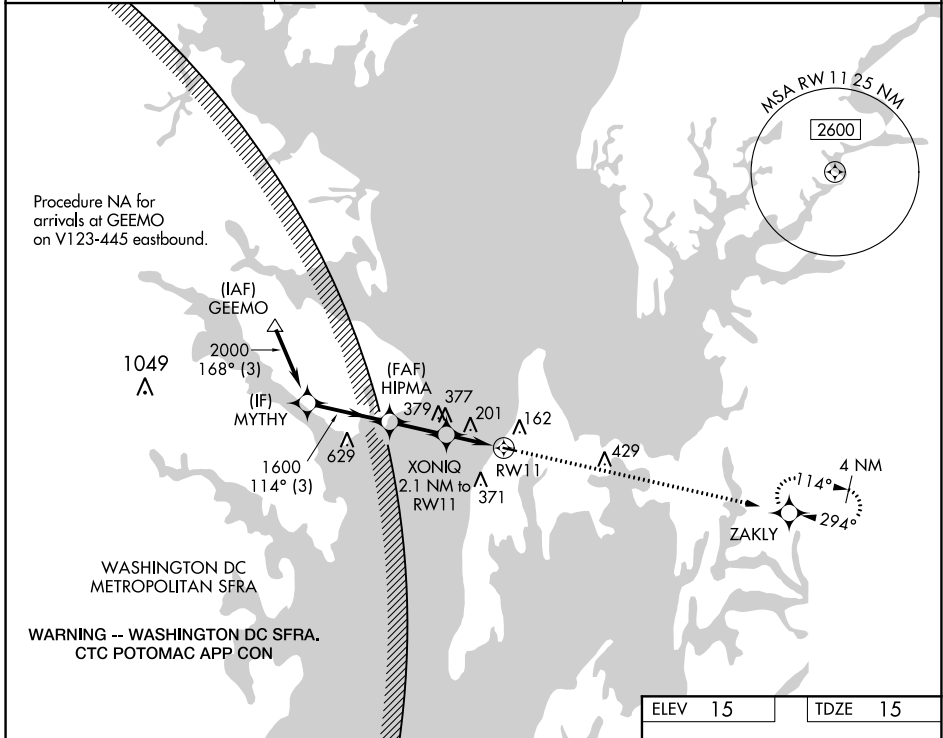 MSA RW 11 25 NM
2600
Procedure NA for
arrivals at GEEMO
on V123-445 eastbound.
(IAF)
GEEMO
2000
168° (3)
1049
(IF)
MYTHY
(FAF)
HIPMA
379
377
201
162
629
1600
114° (3)
XONIQ
2.1 NM to
RW11
371
RW11
429
4 NM
114°
294°
ZAKLY
WASHINGTON DC
METROPOLITAN SFRA
WARNING -- WASHINGTON DC SFRA.
CTC POTOMAC APP CON
ELEV 15
TDZE 15